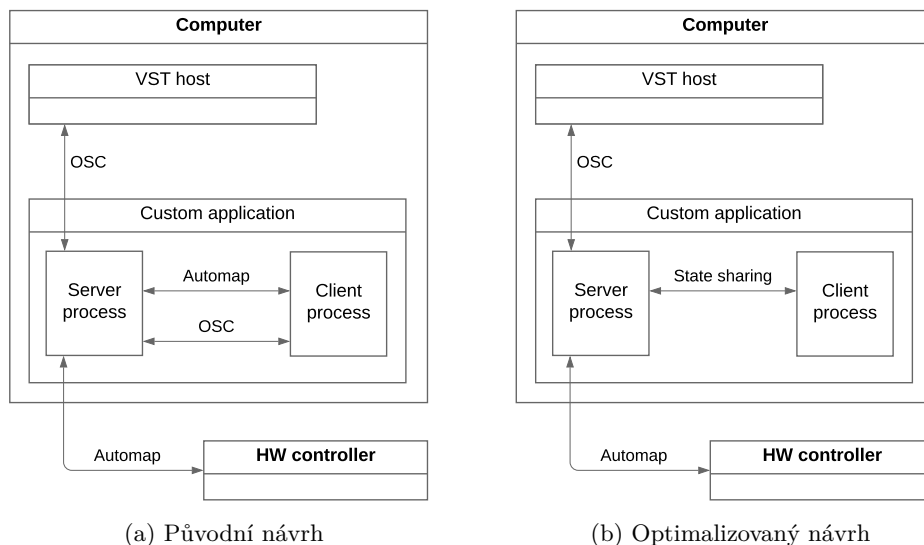 Computer
VST host
OSC
Custom application
Server
process
Automap
OSC
Client
process
Automap
HW controller
(a) Původní návrh
Computer
VST host
OSC
Custom application
Server
process
State sharing
Client
process
Automap
HW controller
(b) Optimalizovaný návrh